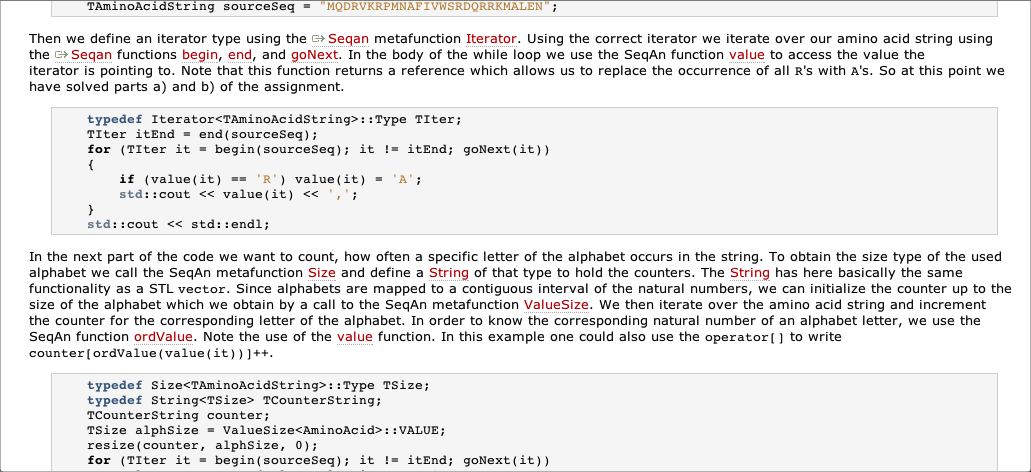 TAminoAcidString sourceSeq = "MQDRVKRPMNAFIVWSRDQRRKMALEN";
Then we define an iterator type using the Seqan metafunction Iterator. Using the correct iterator we iterate over our amino acid string using
the Seqan functions begin, end, and goNext. In the body of the while loop we use the SeqAn function value to access the value the
iterator is pointing to. Note that this function returns a reference which allows us to replace the occurrence of all R's with A's. So at this point we
have solved parts a) and b) of the assignment.
typedef Iterator<TAminoAcidString>::Type TIter;
TIter itEnd = end(sourceSeq);
for (TIter it = begin(sourceSeq); it != itEnd; goNext(it))
{
if (value(it) == 'R') value(it) = 'A';
std::cout << value(it) << ',';
}
std::cout << std::endl;
In the next part of the code we want to count, how often a specific letter of the alphabet occurs in the string. To obtain the size type of the used
alphabet we call the SeqAn metafunction Size and define a String of that type to hold the counters. The String has here basically the same
functionality as a STL vector. Since alphabets are mapped to a contiguous interval of the natural numbers, we can initialize the counter up to the
size of the alphabet which we obtain by a call to the SeqAn metafunction ValueSize. We then iterate over the amino acid string and increment
the counter for the corresponding letter of the alphabet. In order to know the corresponding natural number of an alphabet letter, we use the
SeqAn function ordValue. Note the use of the value function. In this example one could also use the operator[] to write
counter[ordValue(value(it))]++.
typedef Size<TAminoAcidString>::Type TSize;
typedef String<TSize> TCounterString;
TCounterString counter;
TSize alphSize = ValueSize<AminoAcid>::VALUE;
resize(counter, alphSize, 0);
for (TIter it = begin(sourceSeq); it != itEnd; goNext(it))